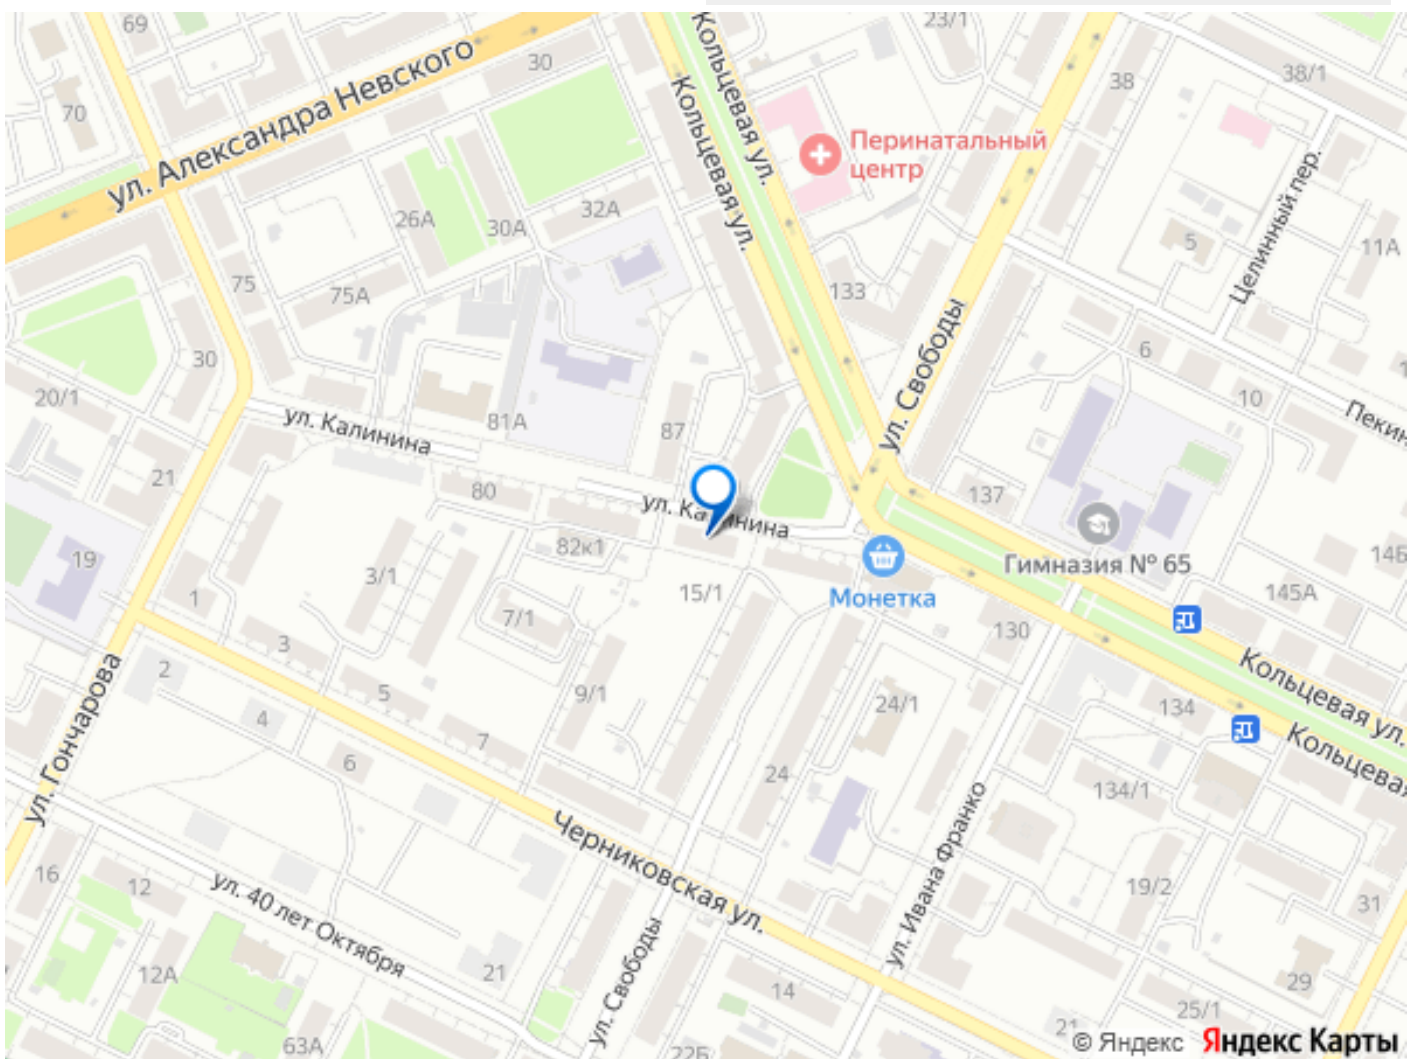 69
23/1
Кольцевая ул.
30
38
38/1
ул. Александра Невского
70
Кольцевая ул.
Перинатальный
центр
Целинный пер.
26А
30А
32А
5
11А
75
75А
133
ул. Свободы
30
6
20/1
ул. Калинина
81А
87
10
Пекин
21
80
ул. Калинина
137
82к1
19
3/1
15/1
Монетка
Гимназия № 65
14Б
145А
1
7/1
130
3
2
5
9/1
24/1
134
Кольцевая ул.
4
7
Кольцевая
ул. Гончарова
6
24
134/1
Черниковская ул.
ул. Ивана Франко
16
12
ул. 40 лет Октября
19/2
31
12А
21
ул. Свободы
14
29
25/1
63А
22Б
21
© Яндекс Яндекс Карты